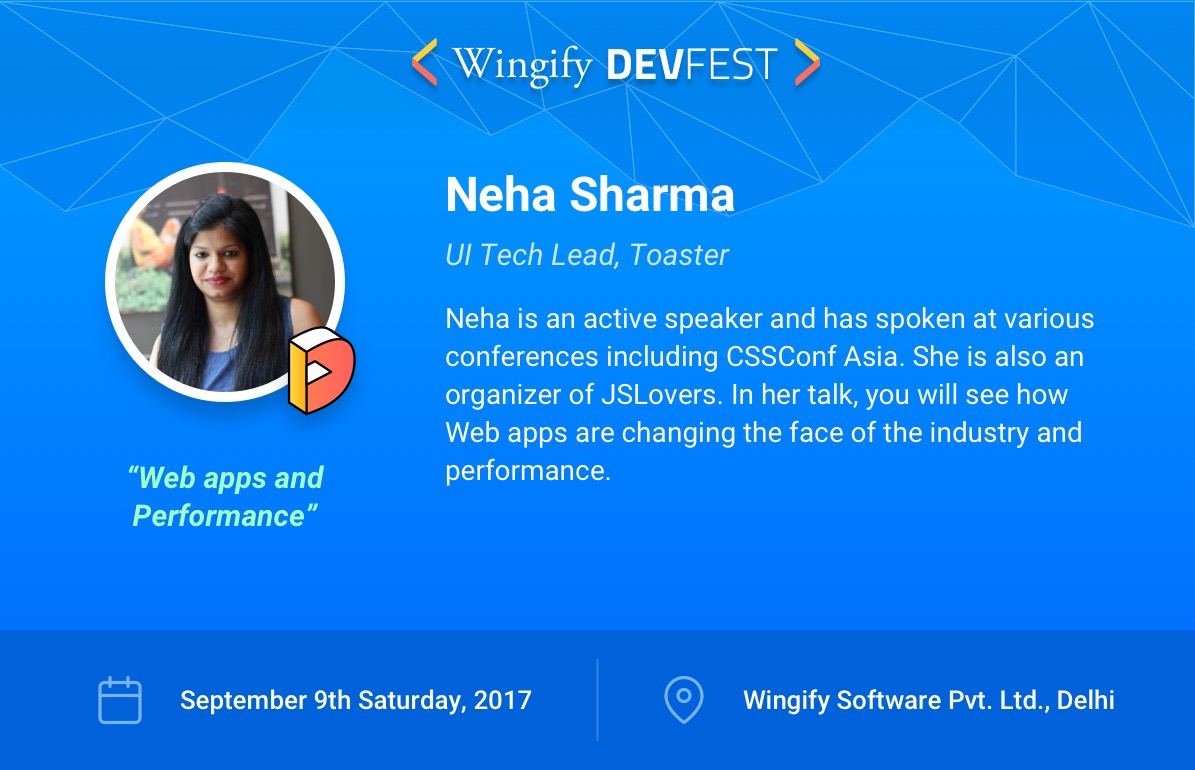 Wingify DEVFEST
Neha Sharma
UI Tech Lead, Toaster
Neha is an active speaker and has spoken at various
conferences including CSSConf Asia. She is also an
organizer of JSLovers. In her talk, you will see how
Web apps are changing the face of the industry and
performance.
“Web apps and
Performance”
September 9th Saturday, 2017
Wingify Software Pvt. Ltd., Delhi